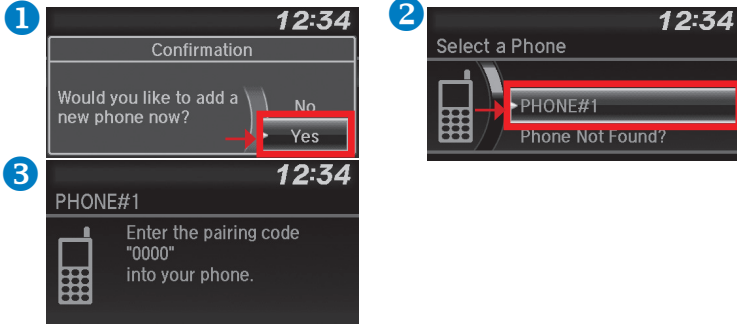 1
12:34
Confirmation
Would you like to add a
new phone now?
No
Yes
2
12:34
Select a Phone
PHONE#1
Phone Not Found?
3
12:34
PHONE#1
Enter the pairing code
"0000"
into your phone.